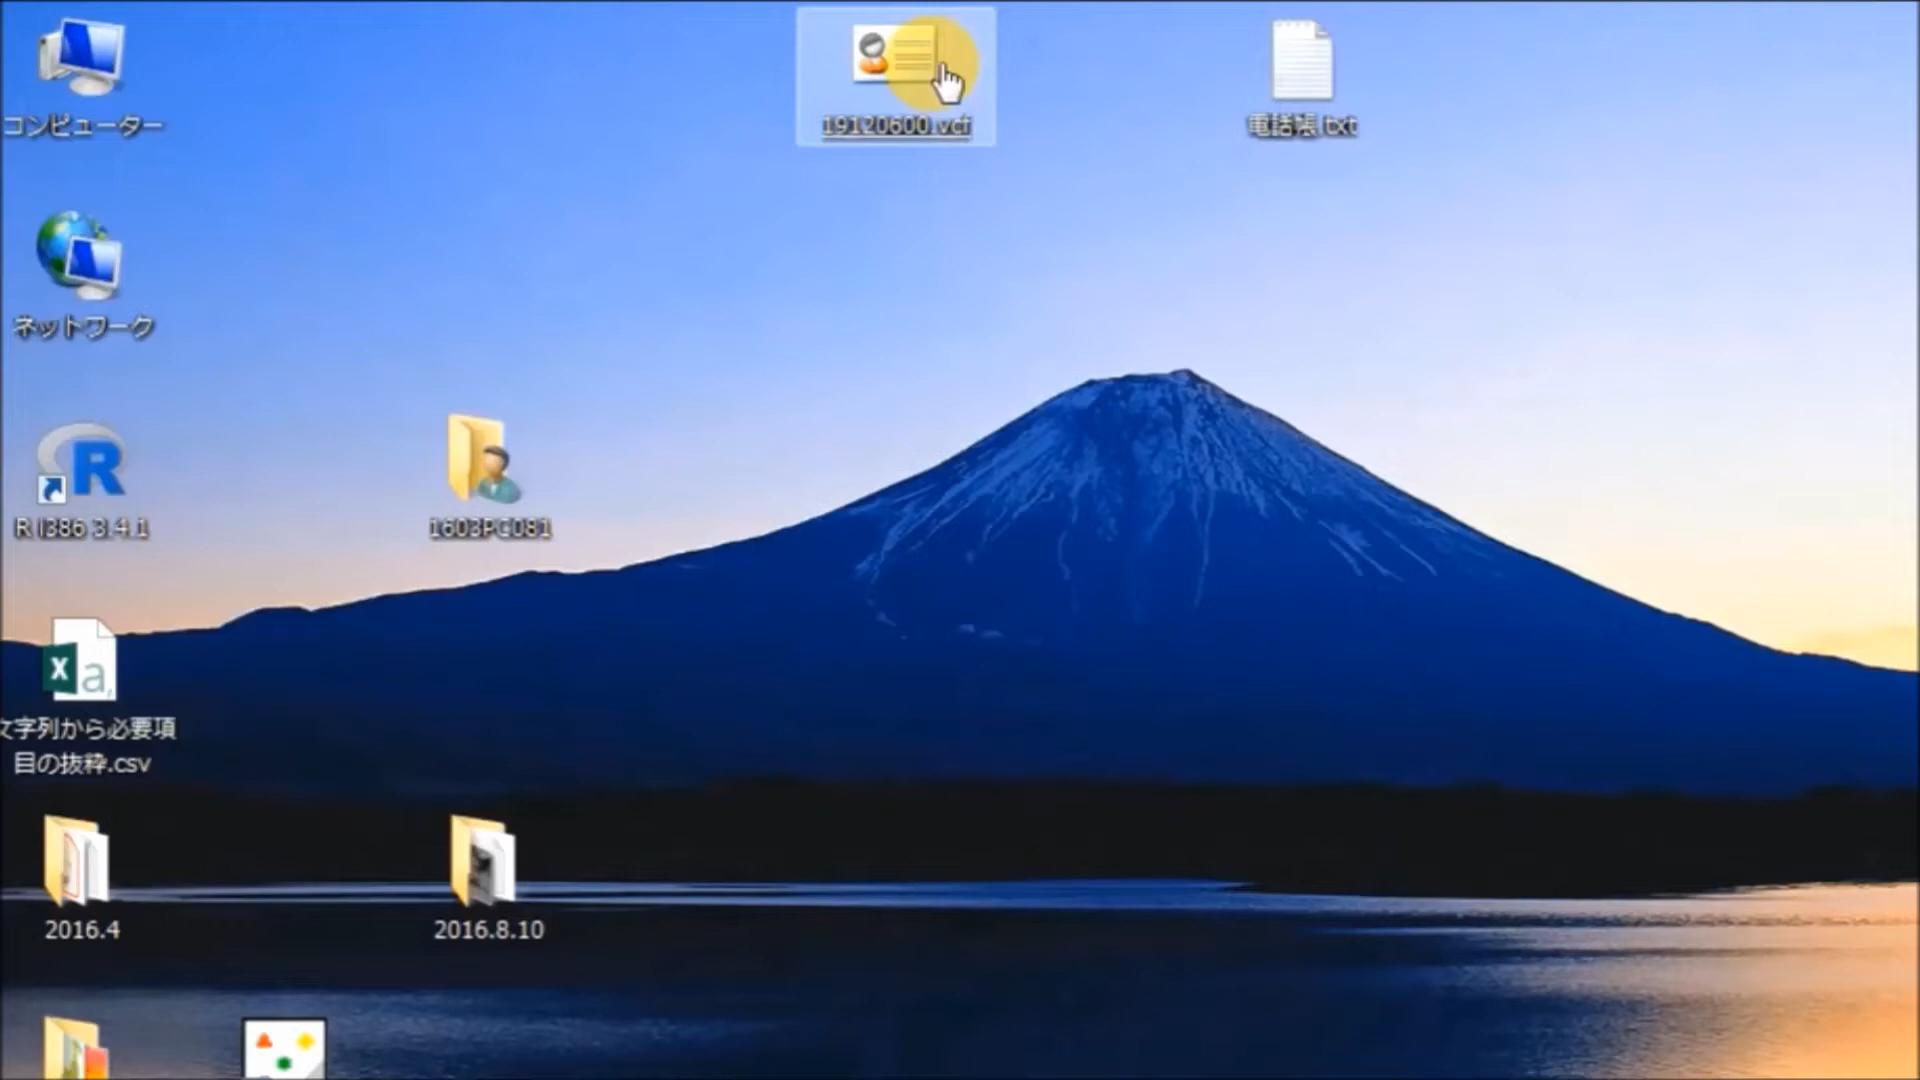 コンピューター
19120600.vcf
電話帳.txt
ネットワーク
R i386 3.4.1
1603PC081
文字列から必要項
目の抜粋.csv
2016.4
2016.8.10